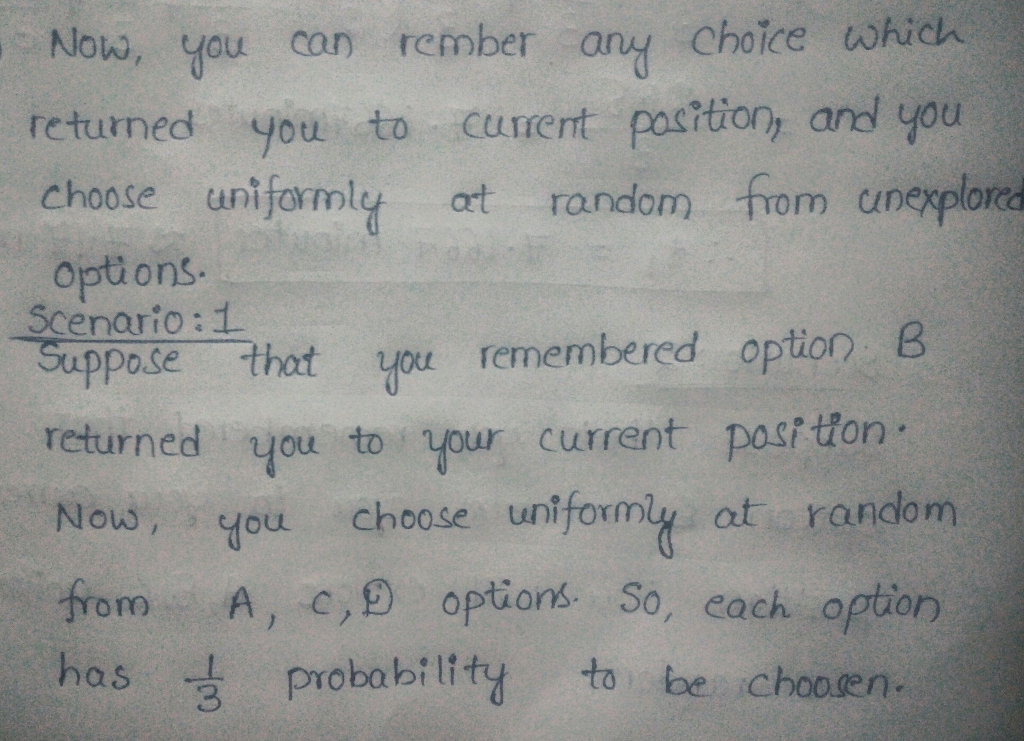 Now, you can rember any choice which
returned you to current position, and you
choose uniformly at random from unexplored
options.
Scenario: 1
Suppose that you remembered option B
returned you to your current position.
Now, you choose uniformly at random
from A, C, D options. So, each option
has 1/3 probability to be choosen.